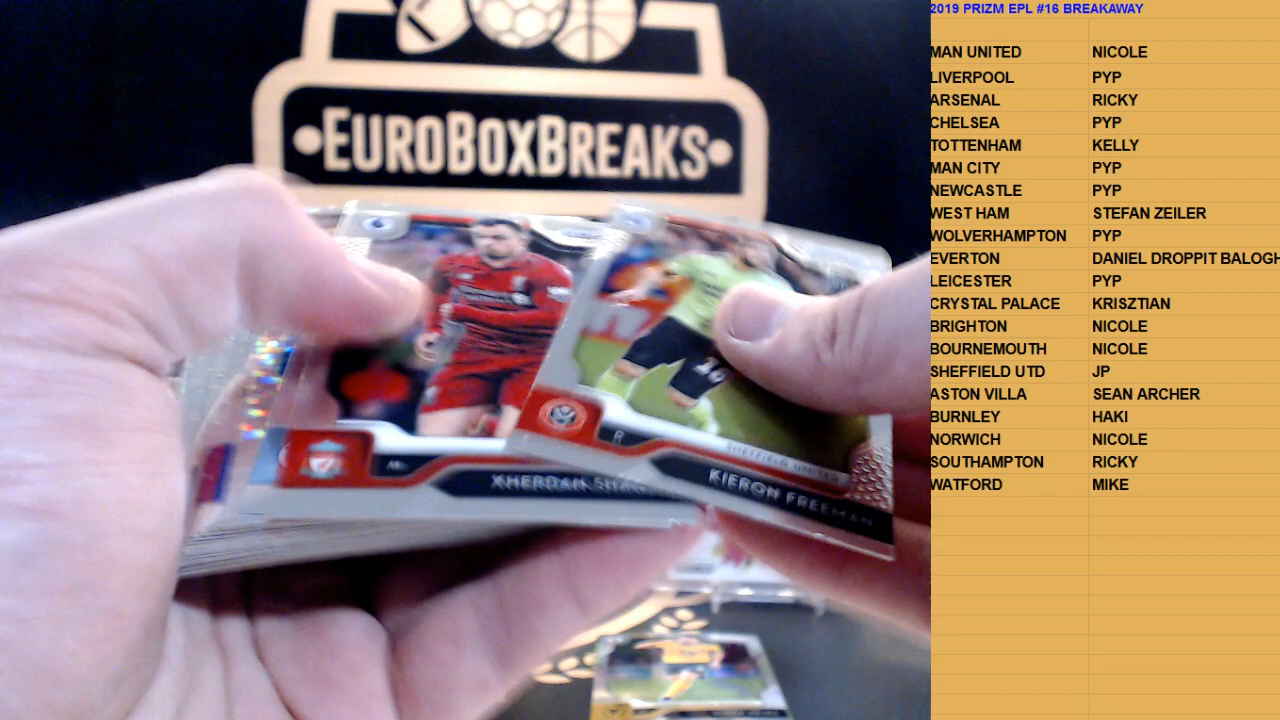 EUROBOXBREAKS
XHERDAN
R
SHEFFIELD UNITED
KIERON FREEMAN
16
2019 PRIZM EPL #16 BREAKAWAY
MAN UNITED NICOLE
LIVERPOOL PYP
ARSENAL RICKY
CHELSEA PYP
TOTTENHAM KELLY
MAN CITY PYP
NEWCASTLE PYP
WEST HAM STEFAN ZEILER
WOLVERHAMPTON PYP
EVERTON DANIEL DROPPIT BALOGH
LEICESTER PYP
CRYSTAL PALACE KRISZTIAN
BRIGHTON NICOLE
BOURNEMOUTH NICOLE
SHEFFIELD UTD JP
ASTON VILLA SEAN ARCHER
BURNLEY HAKI
NORWICH NICOLE
SOUTHAMPTON RICKY
WATFORD MIKE